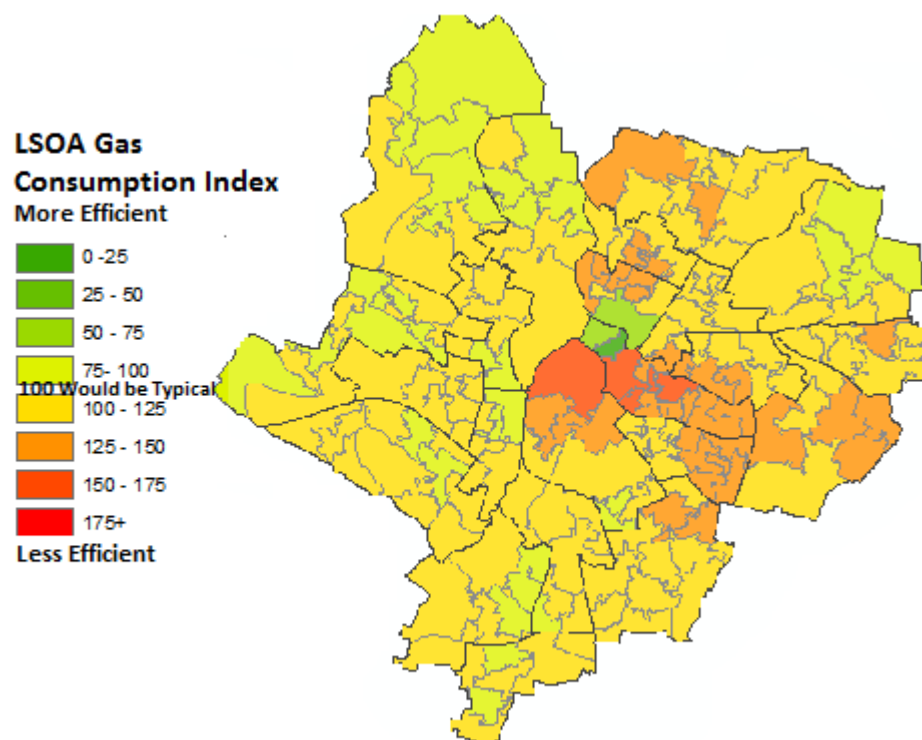 LSOA Gas
Consumption Index
More Efficient
0 -25
25 - 50
50 - 75
75- 100
100 Would be Typical
100 - 125
125 - 150
150 - 175
175+
Less Efficient